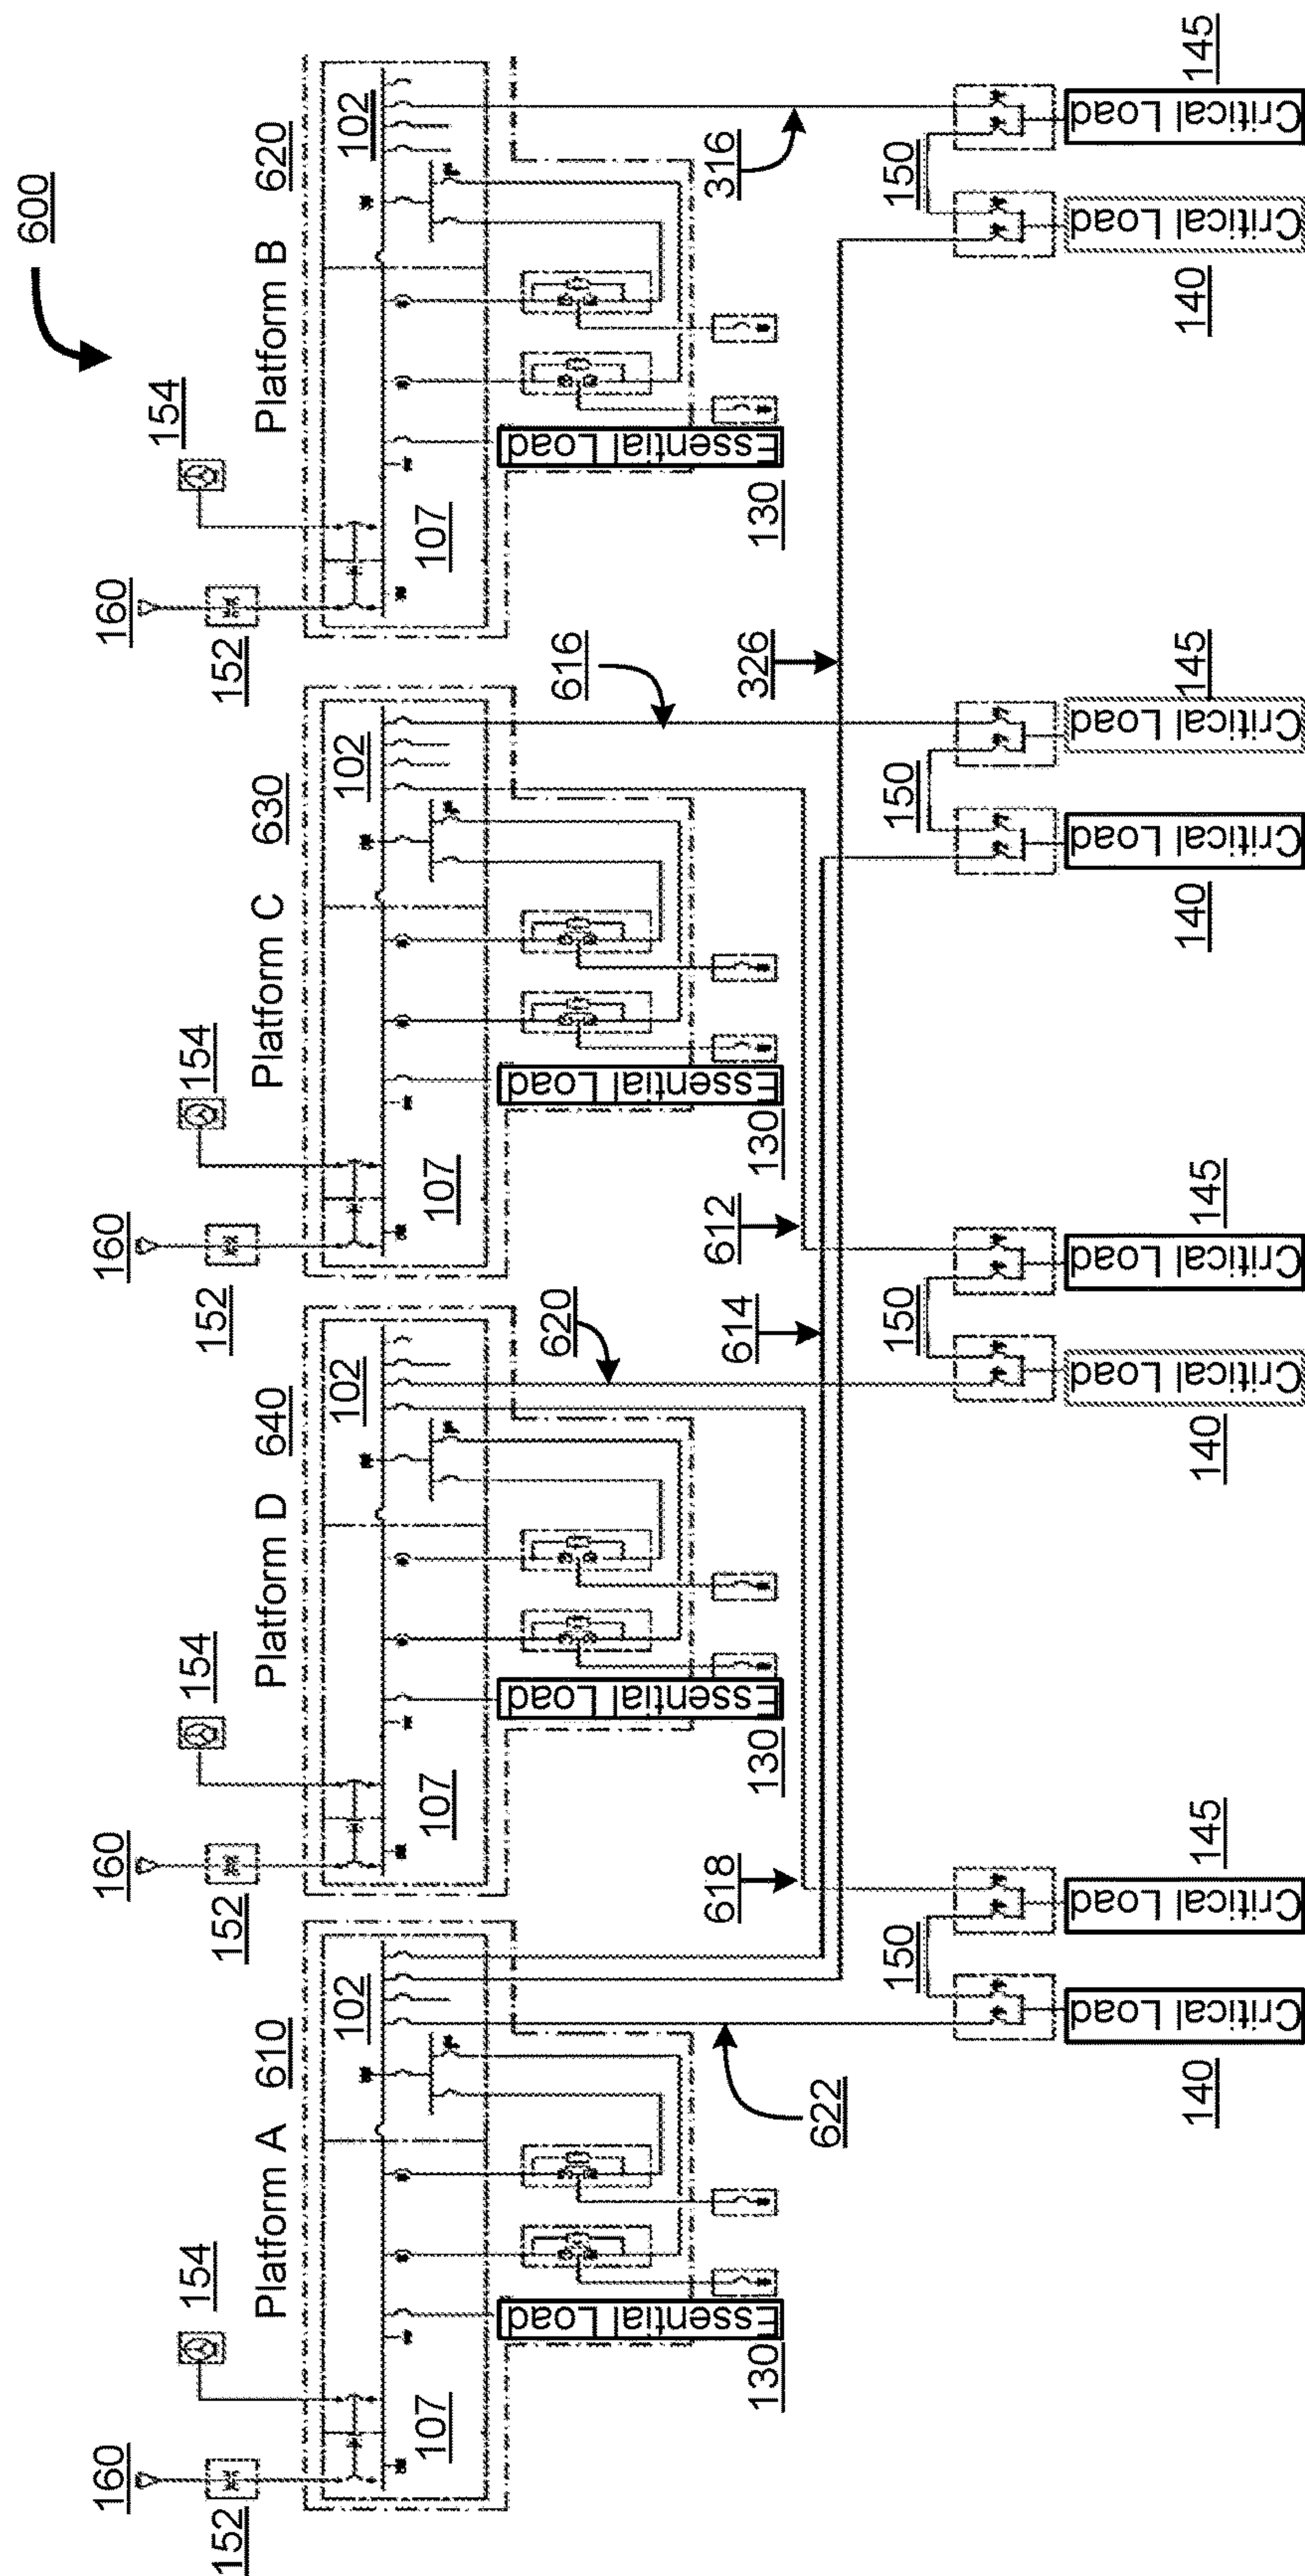 600
160
160
160
160
154
154
154
154
152
152
152
152
Platform A 610
Platform D 640
Platform C 630
Platform B 620
102
102
102
102
107
107
107
107
620
616
316
Essential Load
Essential Load
Essential Load
Essential Load
130
130
130
130
622
618
614
612
326
150
150
150
150
Critical Load
Critical Load
Critical Load
Critical Load
Critical Load
Critical Load
Critical Load
Critical Load
140
145
140
145
140
145
140
145